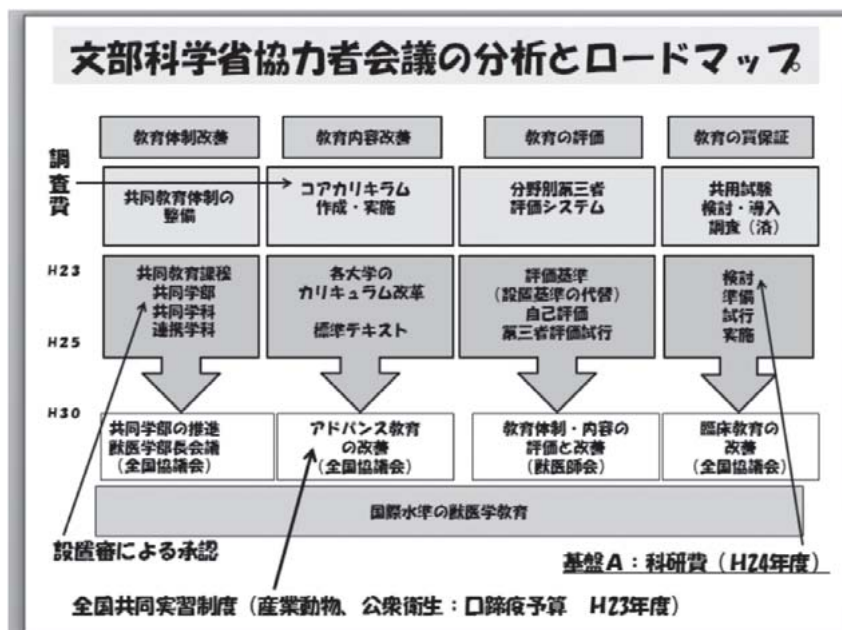 文部科学省協力者会議の分析とロードマップ。
教育体制改善
教育内容改善
教育の評価
教育の質保証
調査費
共同教育体制の
整備
コアカリキラム
作成・実施
分野別第三者
評価システム
共用試験
検討・導入
調査（済）
H23
共同教育課程
共同学部
共同学科
連携学科
各大学の
カリキュラム改革
標準テキスト
評価基準
（設置基準の代替）
自己評価
第三者評価試行
検討
準備
試行
実施
H25
H30
共同学部の推進
獣医学部長会議
（全国協議会）
アドバンス教育
の改善
（全国協議会）
教育体制・内容の
評価と改善
（獣医師会）
臨床教育の
改善
（全国協議会）
国際水準の獣医学教育
設置審による承認
基盤A：科研費（H24年度）
全国共同実習制度（産業動物、公衆衛生：口蹄疫予算　H23年度）